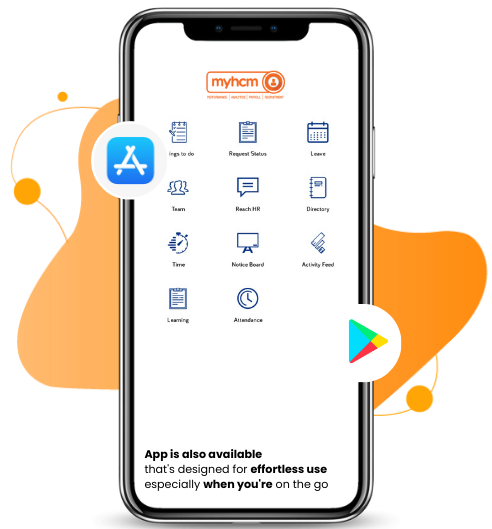 myhcm
PERFORMANCE | ANALYTICS | PAYROLL | RECRUITMENT
ings to do Request Status Leave
Team Reach HR Directory
Time Notice Board Activity Feed
Learning Attendance
App is also available
that's designed for effortless use
especially when you're on the go